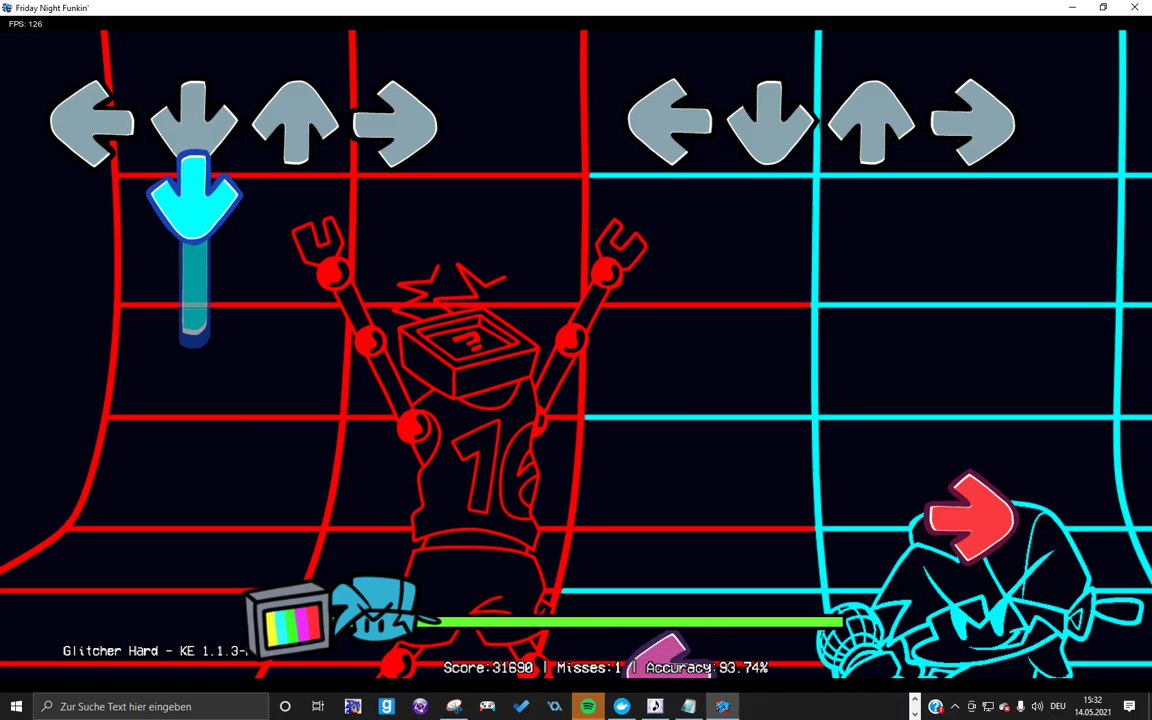 Friday Night Funkin'
FPS: 126
16
Glitcher Hard - KE 1.1.3-
Score:31690 | Misses:1 | Accuracy:93.74%
Zur Suche Text hier eingeben
DEU
15:32
14.05.2021